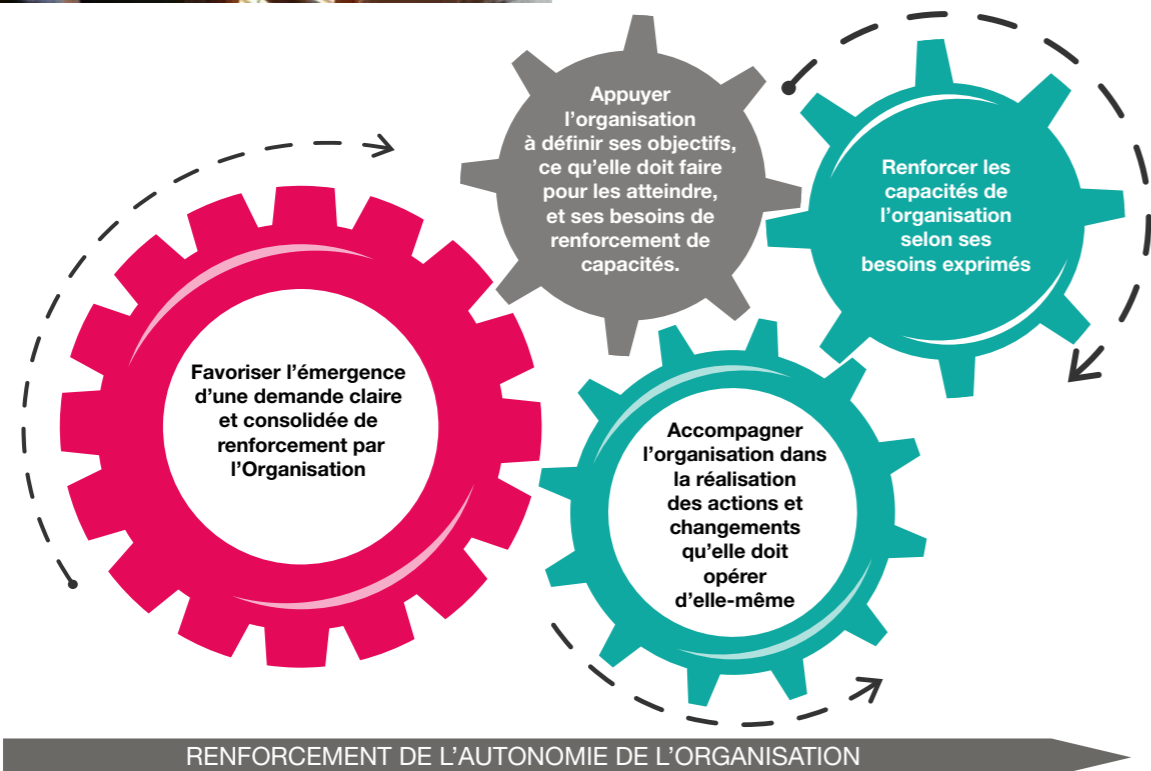 Favoriser l’émergence
d’une demande claire
et consolidée de
renforcement par
l’Organisation
Appuyer
l’organisation
à définir ses objectifs,
ce qu’elle doit faire
pour les atteindre,
et ses besoins de
renforcement de
capacités.
Renforcer les
capacités de
l’organisation
selon ses
besoins exprimés
Accompagner
l’organisation dans
la réalisation
des actions et
changements
qu’elle doit
opérer
d’elle-même
RENFORCEMENT DE L’AUTONOMIE DE L’ORGANISATION